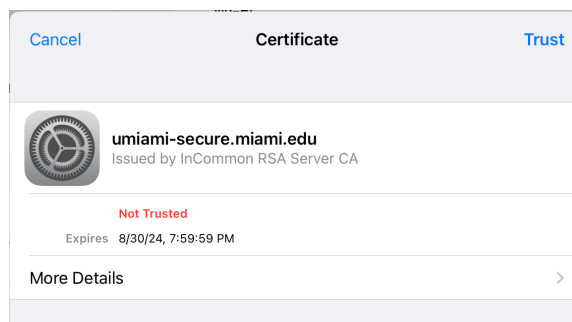 Cancel Certificate Trust
umiami-secure.miami.edu
Issued by InCommon RSA Server CA
Not Trusted
Expires 8/30/24, 7:59:59 PM
More Details